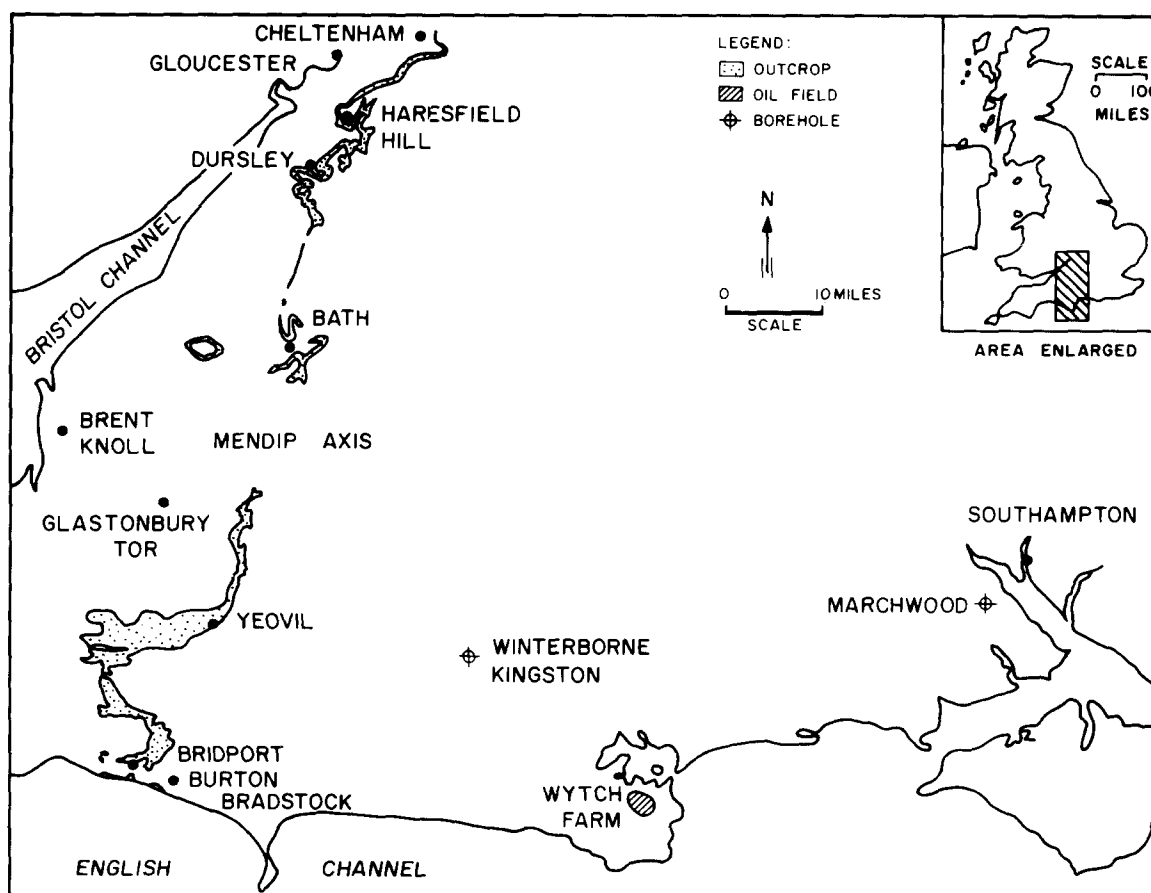 CHELTENHAM
GLOUCESTER
HARESFIELD
HILL
DURSLEY
BRISTOL CHANNEL
BATH
BRENT
KNOLL
MENDIP AXIS
GLASTONBURY
TOR
YEOVIL
BRIDPORT
BURTON
BRADSTOCK
ENGLISH CHANNEL
WINTERBORNE
KINGSTON
WYTCH
FARM
MARCHWOOD
SOUTHAMPTON
LEGEND:
OUTCROP
OIL FIELD
BOREHOLE
N
0 10 MILES
SCALE
SCALE
0 100
MILES
AREA ENLARGED